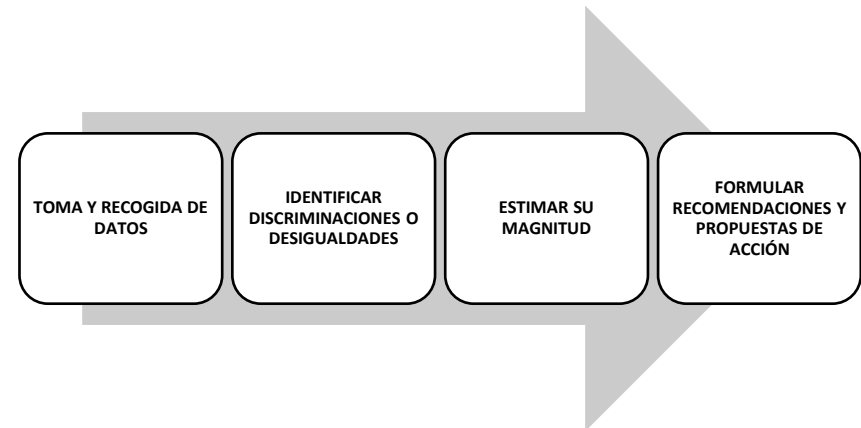 TOMA Y RECOGIDA DE
DATOS
IDENTIFICAR
DISCRIMINACIONES O
DESIGUALDADES
ESTIMAR SU
MAGNITUD
FORMULAR
RECOMENDACIONES Y
PROPUESTAS DE
ACCIÓN